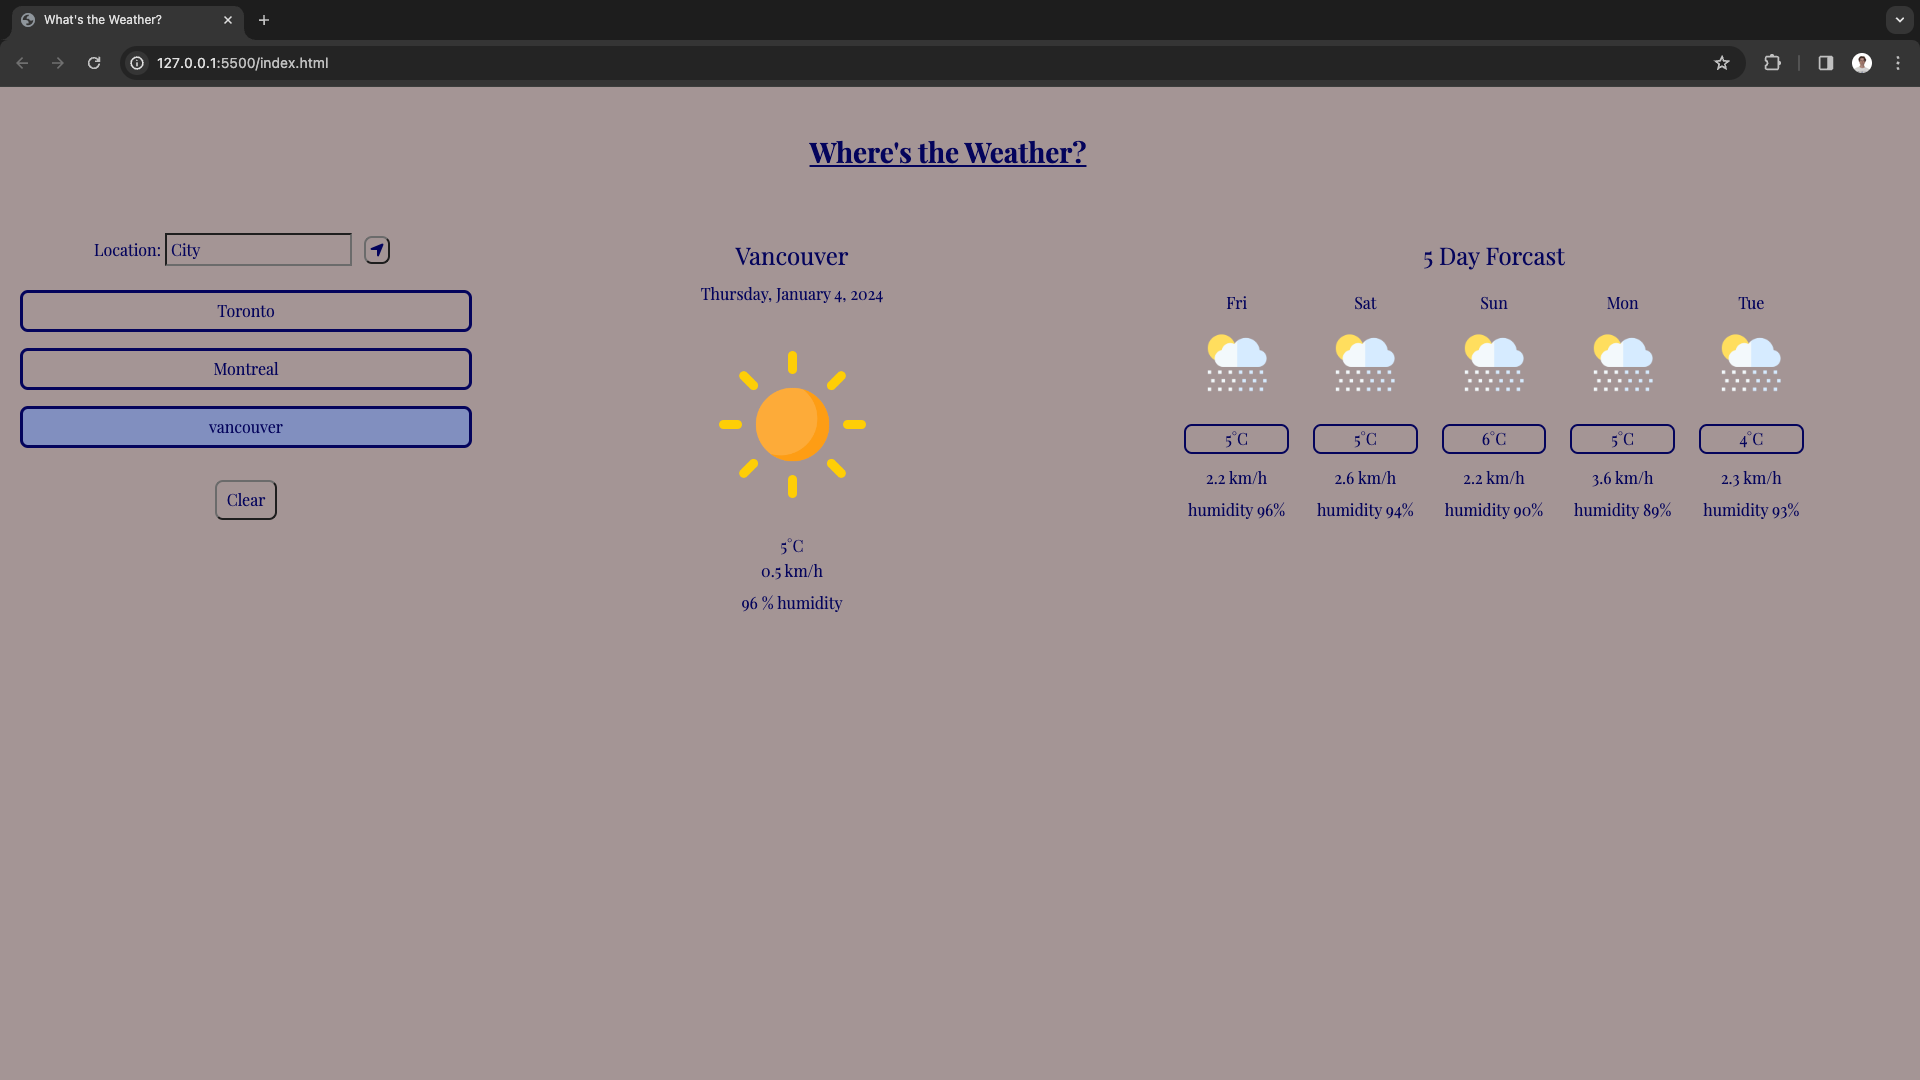 What's the Weather?
127.0.0.1:5500/index.html
Where's the Weather?
Location: City
Toronto
Montreal
vancouver
Clear
Vancouver
Thursday, January 4, 2024
5°C
0.5 km/h
96 % humidity
5 Day Forcast
Fri Sat Sun Mon Tue
5°C 5°C 6°C 5°C 4°C
2.2 km/h 2.6 km/h 2.2 km/h 3.6 km/h 2.3 km/h
humidity 96% humidity 94% humidity 90% humidity 89% humidity 93%